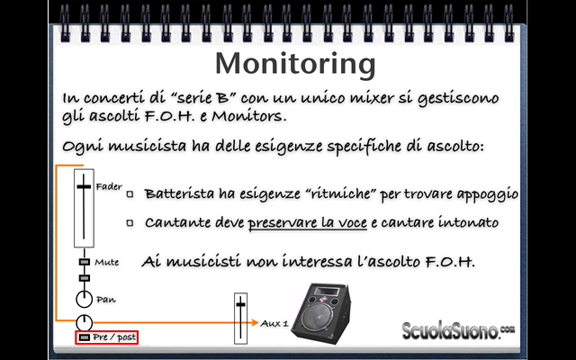 Monitoring
In concerti di “serie B” con un unico mixer si gestiscono
gli ascolti F.O.H. e Monitors.
Ogni musicista ha delle esigenze specifiche di ascolto:
Fader
Batterista ha esigenze “ritmiche” per trovare appoggio
Cantante deve preservare la voce e cantare intonato
Mute
Ai musicisti non interessa l’ascolto F.O.H.
Pan
Aux 1
Pre / post
ScuolaSuono.com